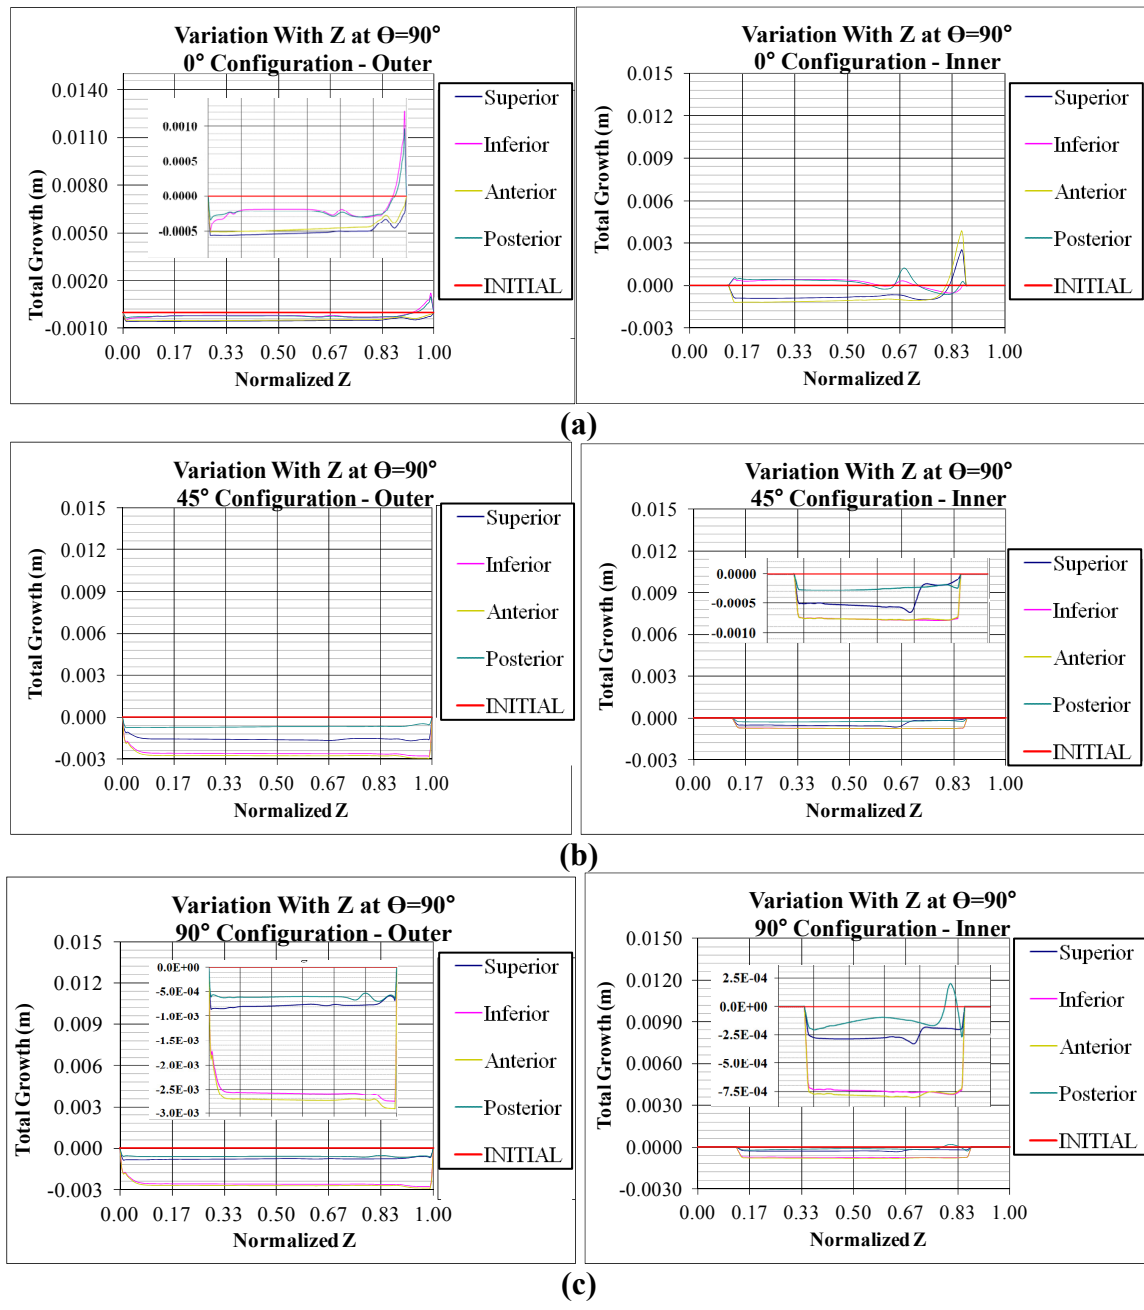 Variation With Z at Ɵ=90°
0° Configuration - Outer
Total Growth (m)
0.0140
0.0110
0.0080
0.0050
0.0020
-0.0010
0.0010
0.0005
0.0000
-0.0005
0.00 0.17 0.33 0.50 0.67 0.83 1.00
Normalized Z
Superior
Inferior
Anterior
Posterior
INITIAL
Variation With Z at Ɵ=90°
0° Configuration - Inner
Total Growth (m)
0.015
0.012
0.009
0.006
0.003
0.000
-0.003
0.00 0.17 0.33 0.50 0.67 0.83 1.00
Normalized Z
Superior
Inferior
Anterior
Posterior
INITIAL
(a)
Variation With Z at Ɵ=90°
45° Configuration - Outer
Total Growth (m)
0.015
0.012
0.009
0.006
0.003
0.000
-0.003
0.00 0.17 0.33 0.50 0.67 0.83 1.00
Normalized Z
Superior
Inferior
Anterior
Posterior
INITIAL
Variation With Z at Ɵ=90°
45° Configuration - Inner
Total Growth (m)
0.015
0.012
0.009
0.006
0.003
0.000
-0.003
0.0000
-0.0005
-0.0010
0.00 0.17 0.33 0.50 0.67 0.83 1.00
Normalized Z
Superior
Inferior
Anterior
Posterior
INITIAL
(b)
Variation With Z at Ɵ=90°
90° Configuration - Outer
Total Growth (m)
0.015
0.012
0.009
0.006
0.003
0.000
-0.003
0.0E+00
-5.0E-04
-1.0E-03
-1.5E-03
-2.0E-03
-2.5E-03
-3.0E-03
0.00 0.17 0.33 0.50 0.67 0.83 1.00
Normalized Z
Superior
Inferior
Anterior
Posterior
INITIAL
Variation With Z at Ɵ=90°
90° Configuration - Inner
Total Growth (m)
0.0150
0.0120
0.0090
0.0060
0.0030
0.0000
-0.0030
2.5E-04
0.0E+00
-2.5E-04
-5.0E-04
-7.5E-04
0.00 0.17 0.33 0.50 0.67 0.83 1.00
Normalized Z
Superior
Inferior
Anterior
Posterior
INITIAL
(c)